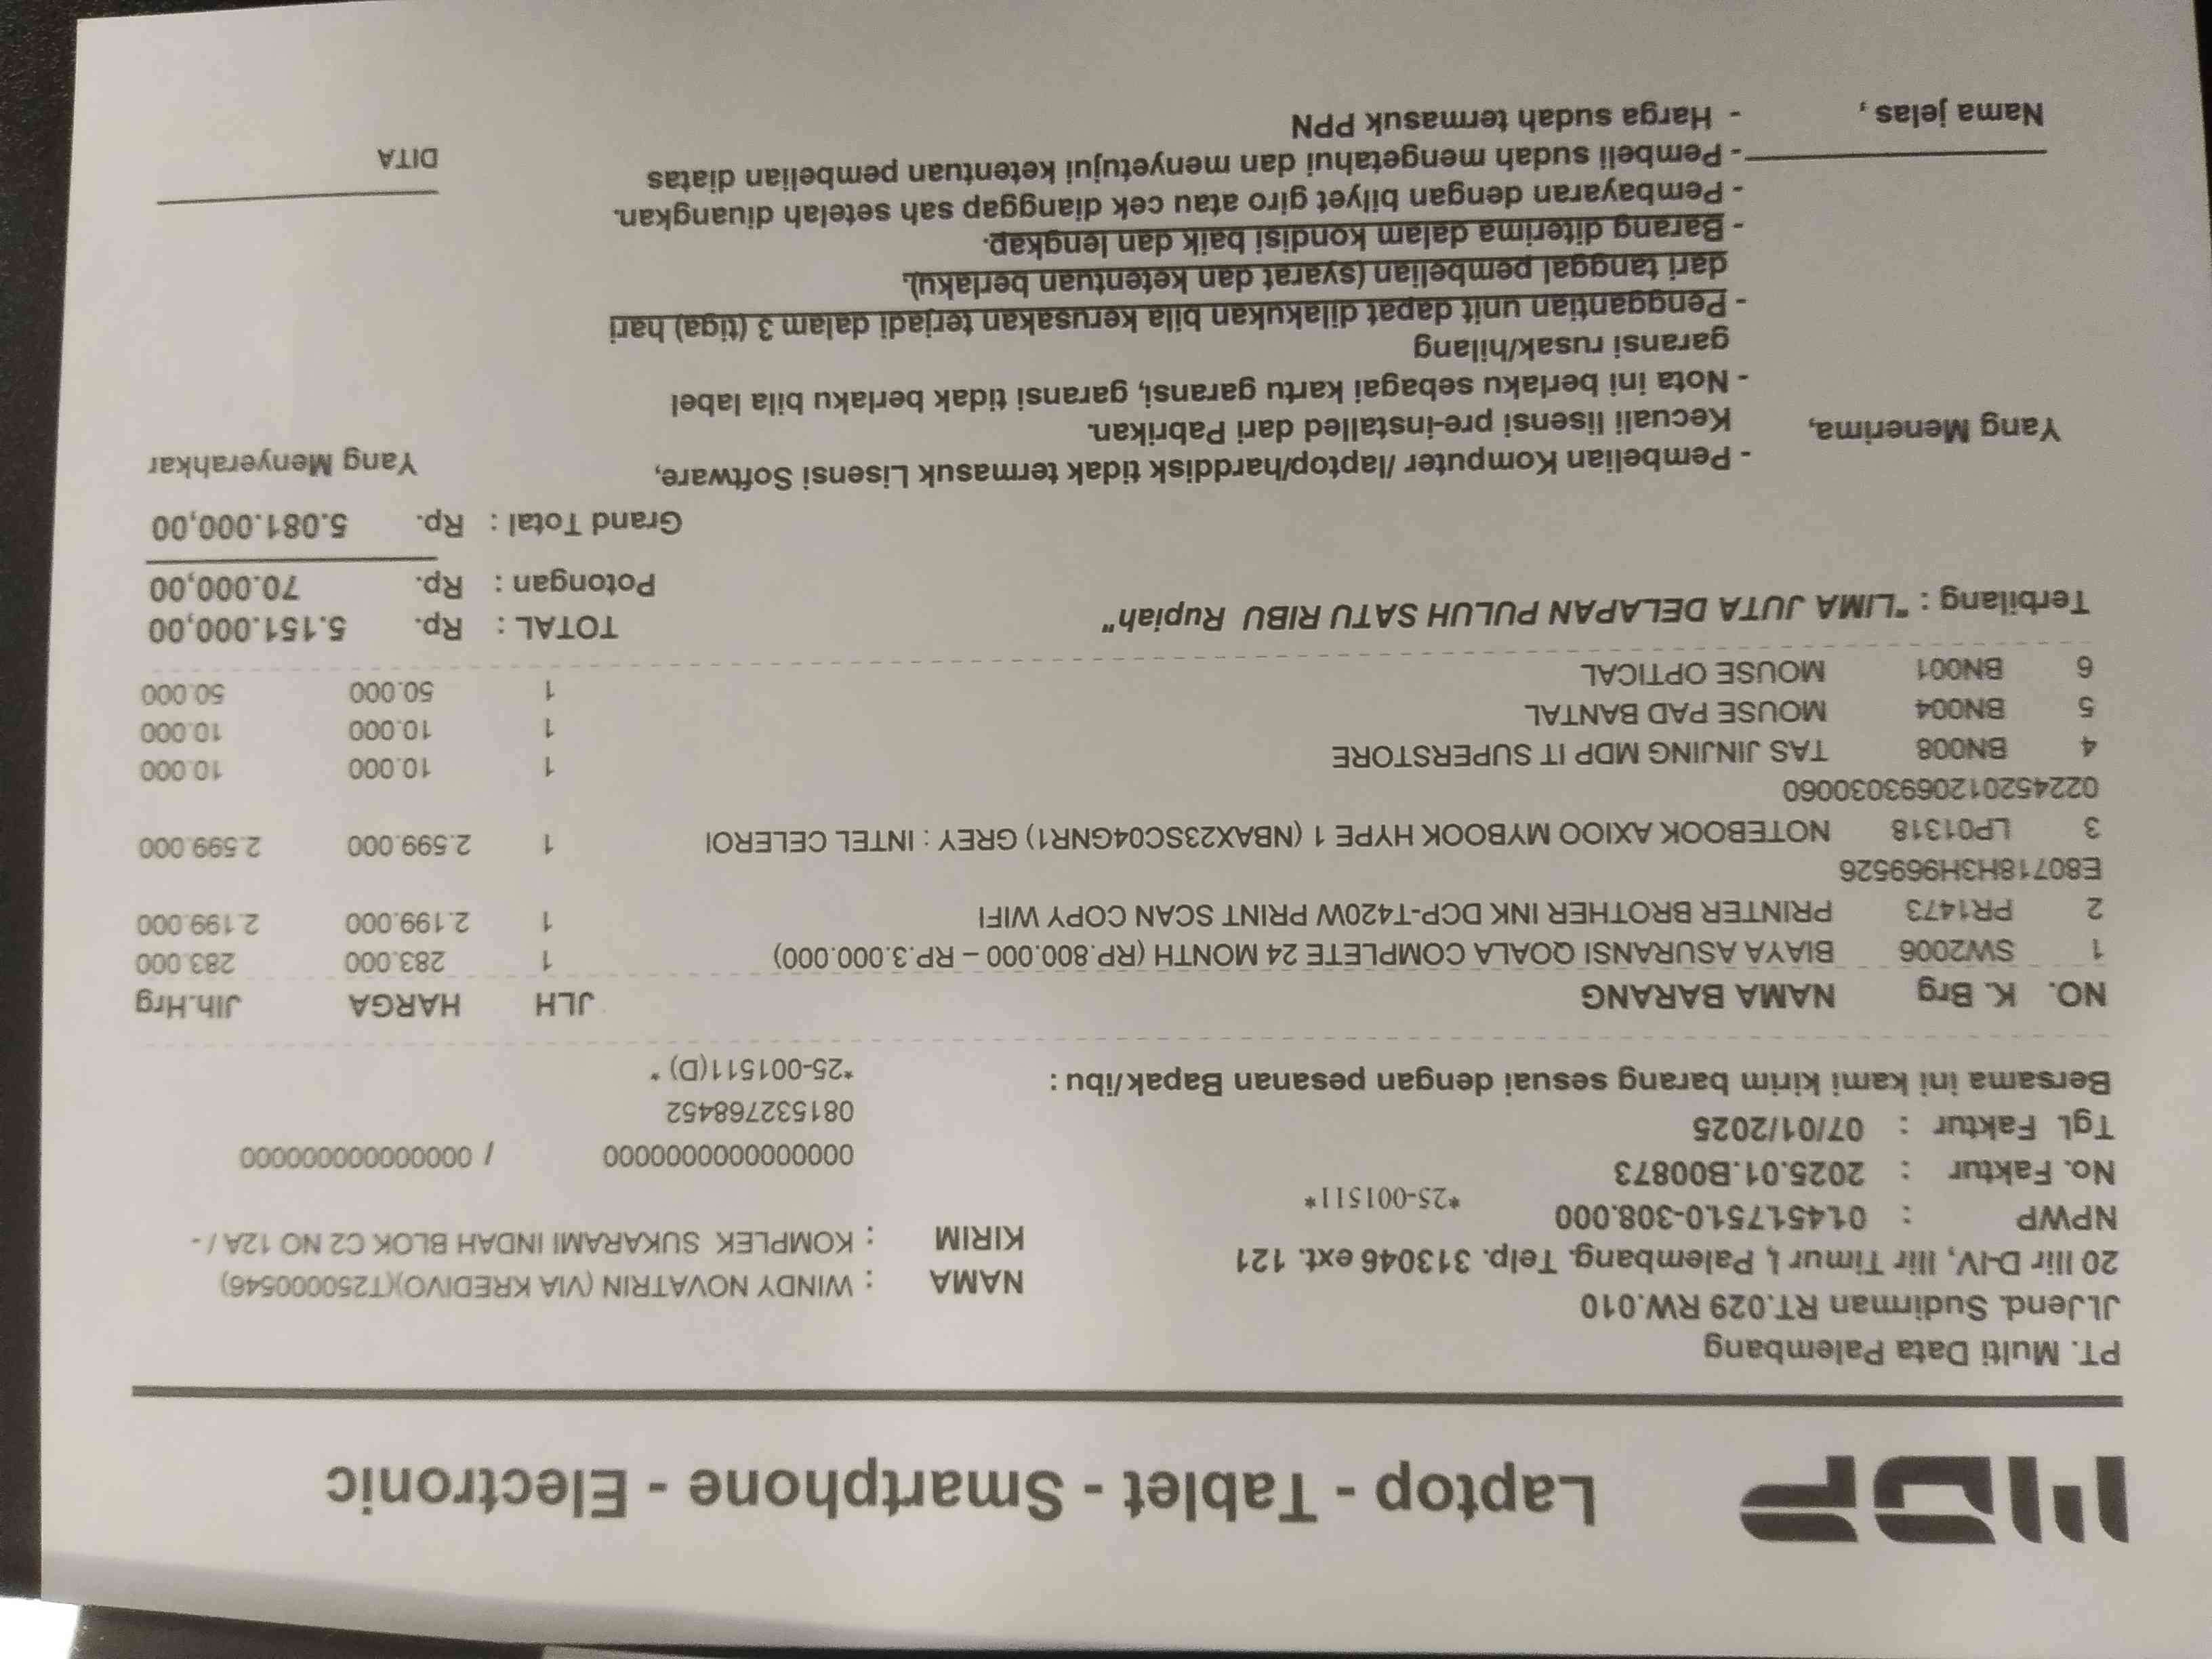 MDP Laptop - Tablet - Smartphone - Electronic
PT. Multi Data Palembang
Jl.Jend. Sudirman RT.029 RW.010
20 Ilir D-IV, Ilir Timur I, Palembang. Telp. 313046 ext. 121
NPWP : 01.451.751.0-308.000
*25-001511*
No. Faktur : 2025.01.B00873
Tgl. Faktur : 07/01/2025
NAMA : WINDY NOVATRIN (VIA KREDIVO)(T250000546)
KIRIM : KOMPLEK SUKARAMI INDAH BLOK C2 NO 12A / -
000000000000000 / 000000000000000
081532768452
*25-001511(D) *
Bersama ini kami kirim barang sesuai dengan pesanan Bapak/ibu :
NO. K. Brg NAMA BARANG JLH HARGA Jlh.Hrg
1 SW2006 BIAYA ASURANSI QOALA COMPLETE 24 MONTH (RP.800.000 – RP.3.000.000) 1 283.000 283.000
2 PR1473 PRINTER BROTHER INK DCP-T420W PRINT SCAN COPY WIFI 1 2.199.000 2.199.000
E80718H3H969526
3 LP01318 NOTEBOOK AXIOO MYBOOK HYPE 1 (NBAX23SC04GNR1) GREY : INTEL CELEROI 1 2.599.000 2.599.000
0224520120693030060
4 BN008 TAS JINJING MDP IT SUPERSTORE 1 10.000 10.000
5 BN004 MOUSE PAD BANTAL 1 10.000 10.000
6 BN001 MOUSE OPTICAL 1 50.000 50.000
Terbilang : "LIMA JUTA DELAPAN PULUH SATU RIBU Rupiah"
TOTAL : Rp. 5.151.000,00
Potongan : Rp. 70.000,00
Grand Total : Rp. 5.081.000,00
Yang Menerima,
- Pembelian Komputer /laptop/harddisk tidak termasuk Lisensi Software,
Kecuali lisensi pre-installed dari Pabrikan.
- Nota ini berlaku sebagai kartu garansi, garansi tidak berlaku bila label
garansi rusak/hilang
- Penggantian unit dapat dilakukan bila kerusakan terjadi dalam 3 (tiga) hari
dari tanggal pembelian (syarat dan ketentuan berlaku).
- Barang diterima dalam kondisi baik dan lengkap.
- Pembayaran dengan bilyet giro atau cek dianggap sah setelah diuangkan.
- Pembeli sudah mengetahui dan menyetujui ketentuan pembelian diatas
- Harga sudah termasuk PPN
Nama jelas ,
Yang Menyerahkar
DITA